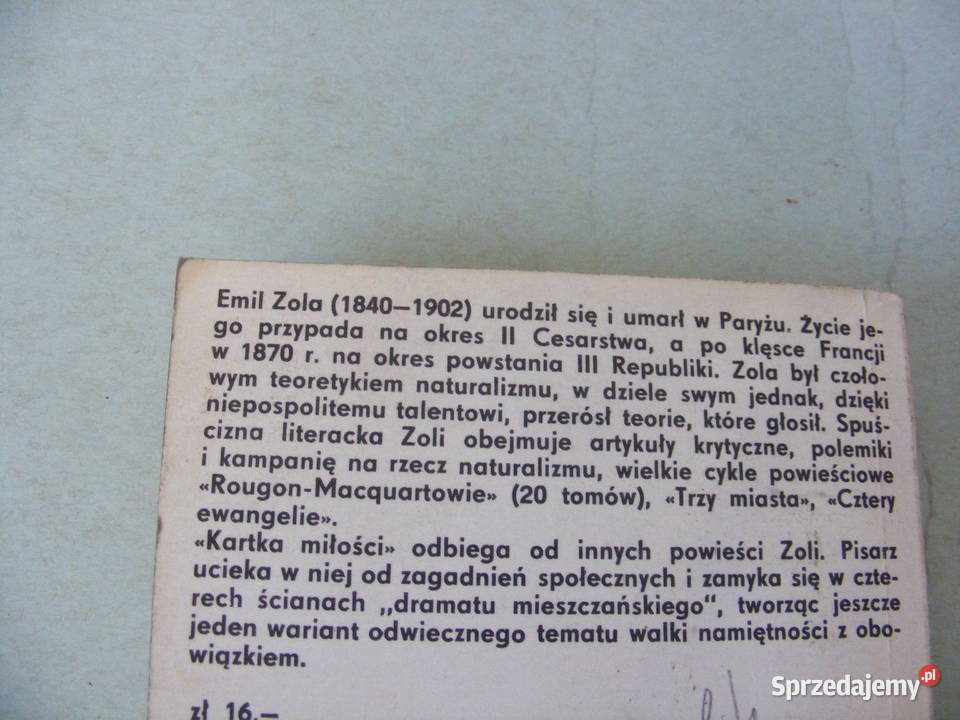 Emil Zola (1840—1902) urodził się i umarł w Paryżu. Życie je-
go przypada na okres II Cesarstwa, a po klęsce Francji
w 1870 r. na okres powstania III Republiki. Zola był czoło-
wym teoretykiem naturalizmu, w dziele swym jednak, dzięki
niepospolitemu talentowi, przerósł teorie, które głosił. Spuś-
cizna literacka Zoli obejmuje artykuły krytyczne, polemiki
i kampanię na rzecz naturalizmu, wielkie cykle powieściowe
«Rougon-Macquartowie» (20 tomów), «Trzy miasta», «Cztery
ewangelie».
«Kartka miłości» odbiega od innych powieści Zoli. Pisarz
ucieka w niej od zagadnień społecznych i zamyka się w czte-
rech ścianach „dramatu mieszczańskiego“, tworząc jeszcze
jeden wariant odwiecznego tematu walki namiętności z obo-
wiązkiem.
zł 16.—
Sprzedajemy.pl